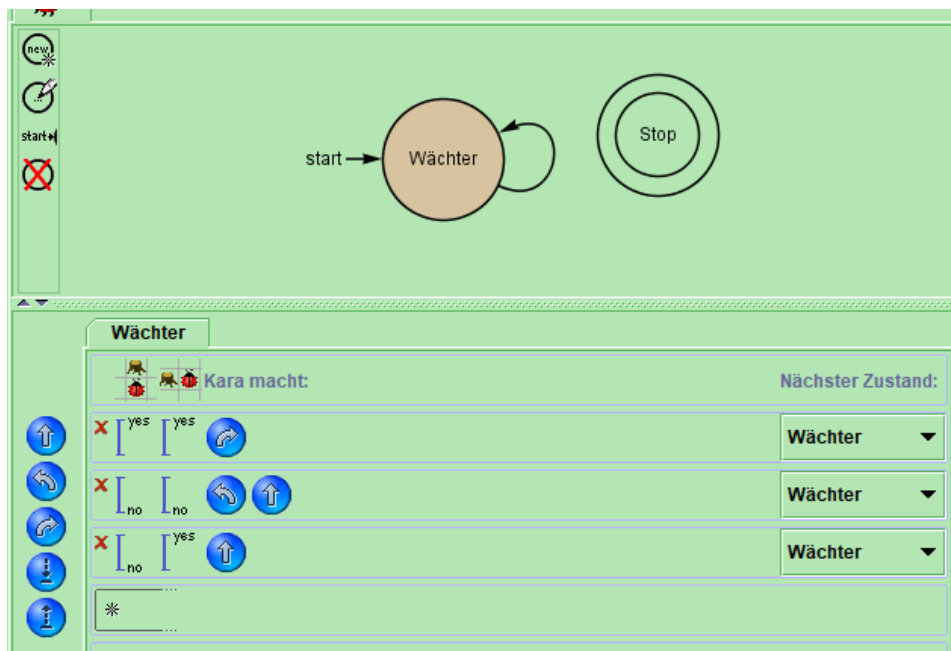 new
start
start
Wächter
Stop
Wächter
Kara macht: Nächster Zustand:
yes yes Wächter
no no Wächter
no yes Wächter